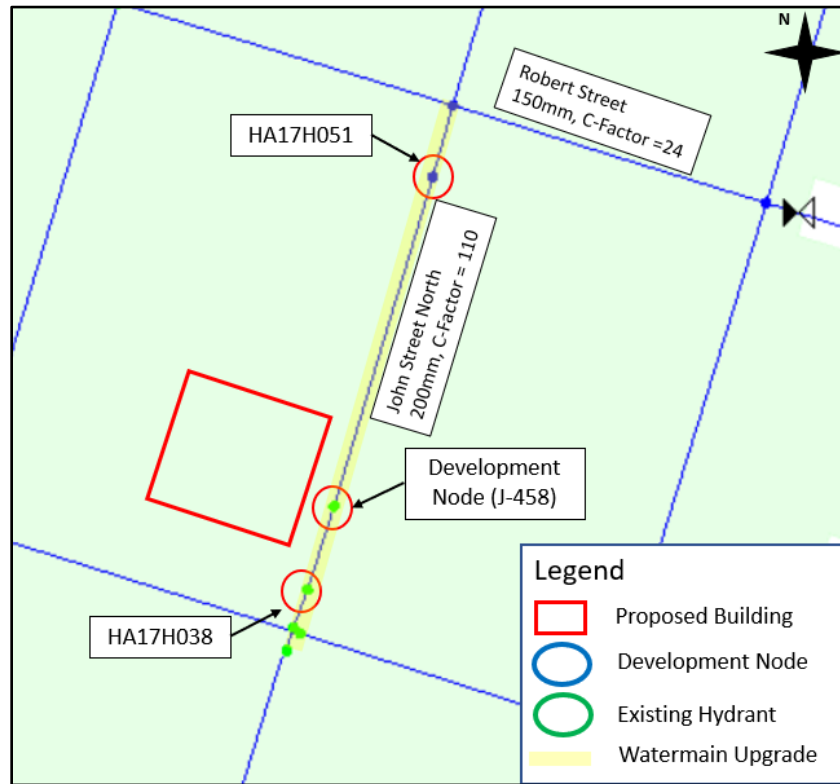 N
Robert Street
150mm, C-Factor =24
HA17H051
John Street North
200mm, C-Factor = 110
Development
Node (J-458)
HA17H038
Legend
Proposed Building
Development Node
Existing Hydrant
Watermain Upgrade